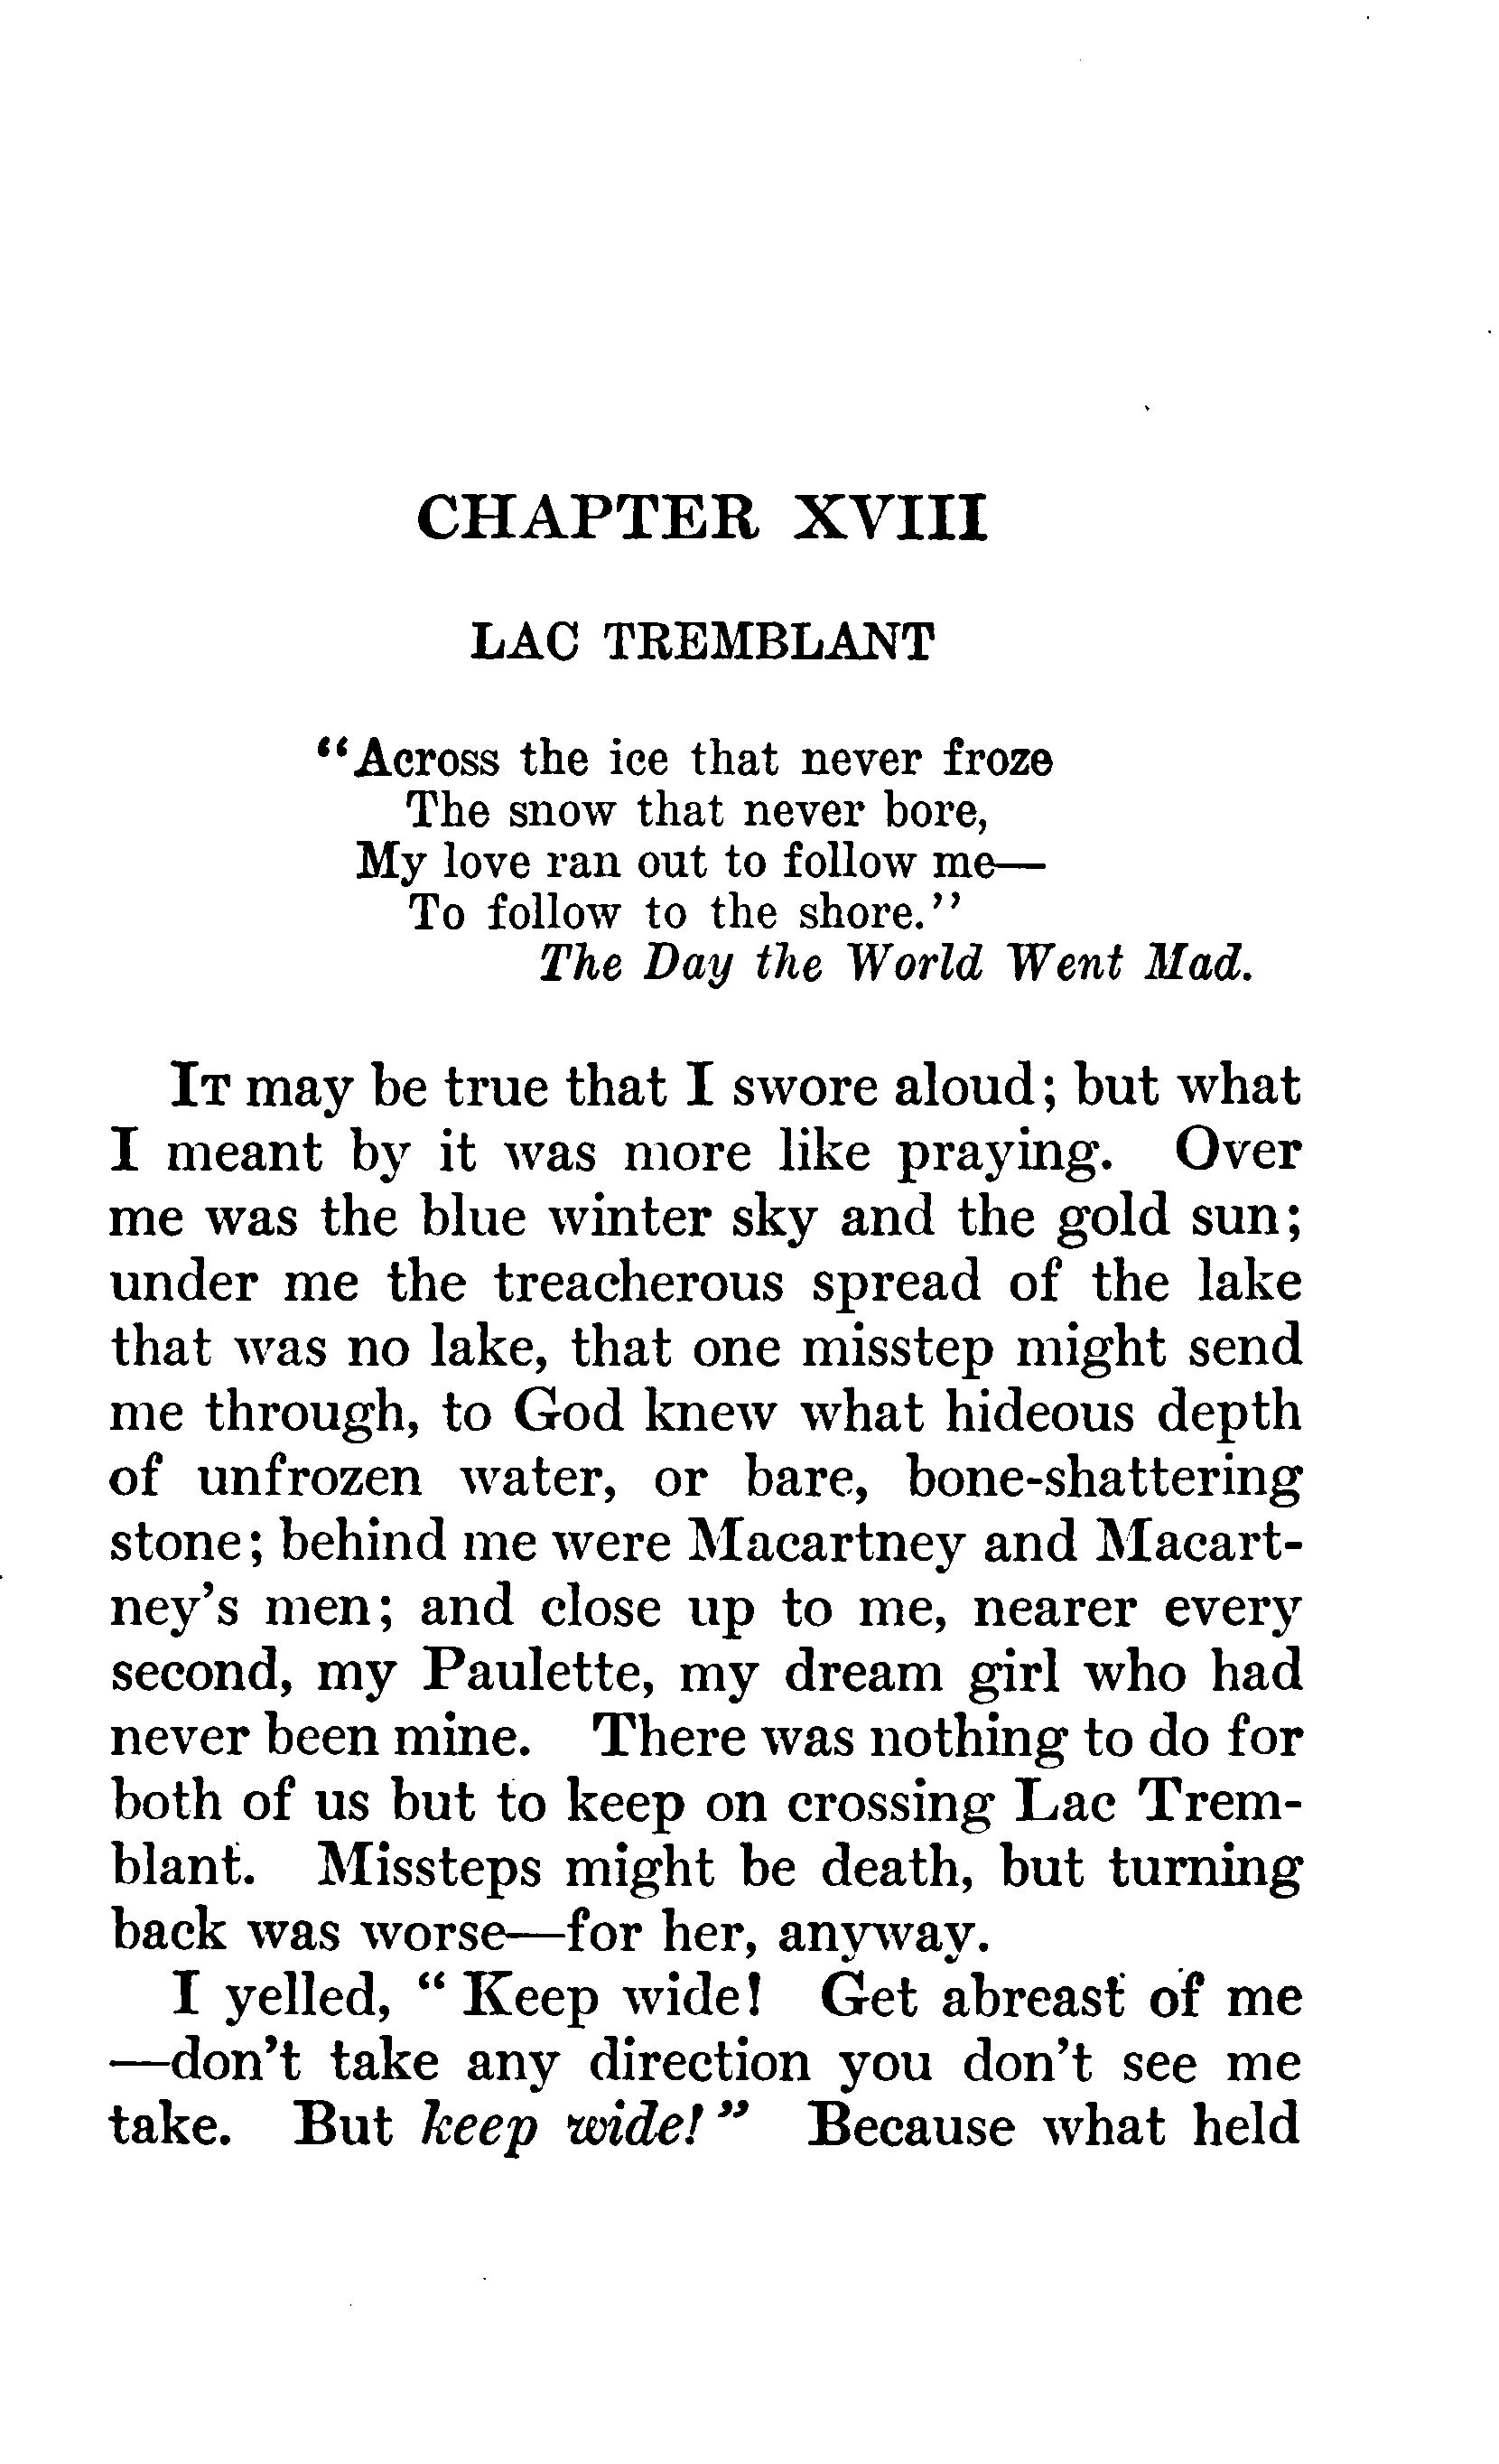 CHAPTER XVIII
LAC TREMBLANT
"Across the ice that never froze
The snow that never bore,
My love ran out to follow me—
To follow to the shore."
The Day the World Went Mad.
IT may be true that I swore aloud; but what
I meant by it was more like praying. Over
me was the blue winter sky and the gold sun;
under me the treacherous spread of the lake
that was no lake, that one misstep might send
me through, to God knew what hideous depth
of unfrozen water, or bare, bone-shattering
stone; behind me were Macartney and Macart-
ney's men; and close up to me, nearer every
second, my Paulette, my dream girl who had
never been mine. There was nothing to do for
both of us but to keep on crossing Lac Trem-
blant. Missteps might be death, but turning
back was worse—for her, anyway.
I yelled, "Keep wide! Get abreast of me
—don't take any direction you don't see me
take. But keep wide!" Because what held